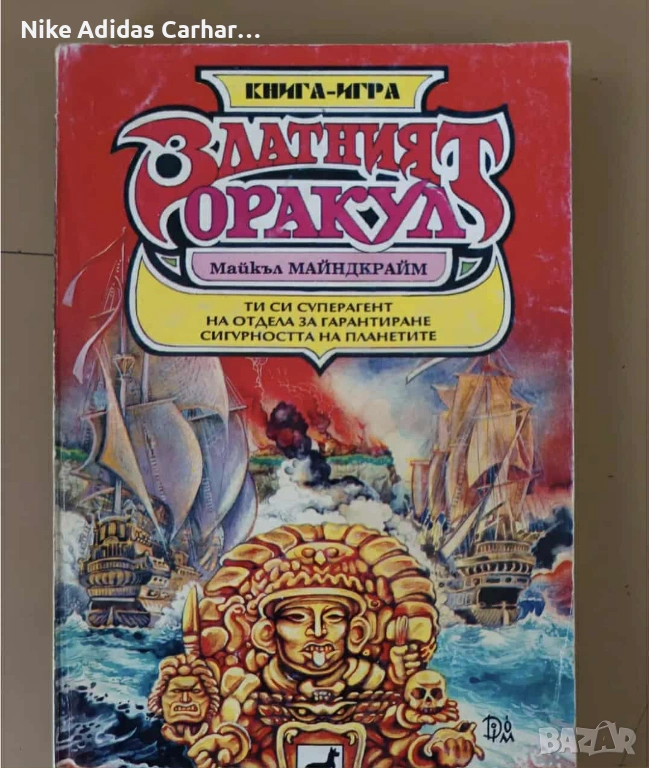 Nike Adidas Carhar...
КНИГА-ИГРА
ЗЛАТНИЯТ
ОРАКУЛ
Майкъл МАЙНДКРАЙМ
ТИ СИ СУПЕРАГЕНТ
НА ОТДЕЛА ЗА ГАРАНТИРАНЕ
СИГУРНОСТТА НА ПЛАНЕТИТЕ
BAZAR